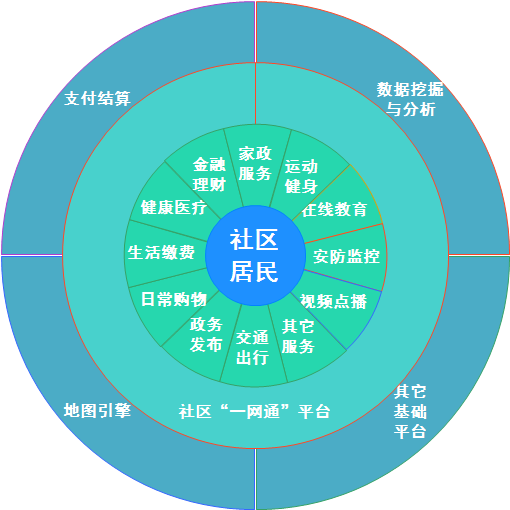 支付结算
数据挖掘
与分析
家政
服务
金融
理财
运动
健身
健康医疗
在线教育
社区
居民
生活缴费
安防监控
日常购物
视频点播
政务
发布
交通
出行
其它
服务
地图引擎
社区“一网通”平台
其它
基础
平台